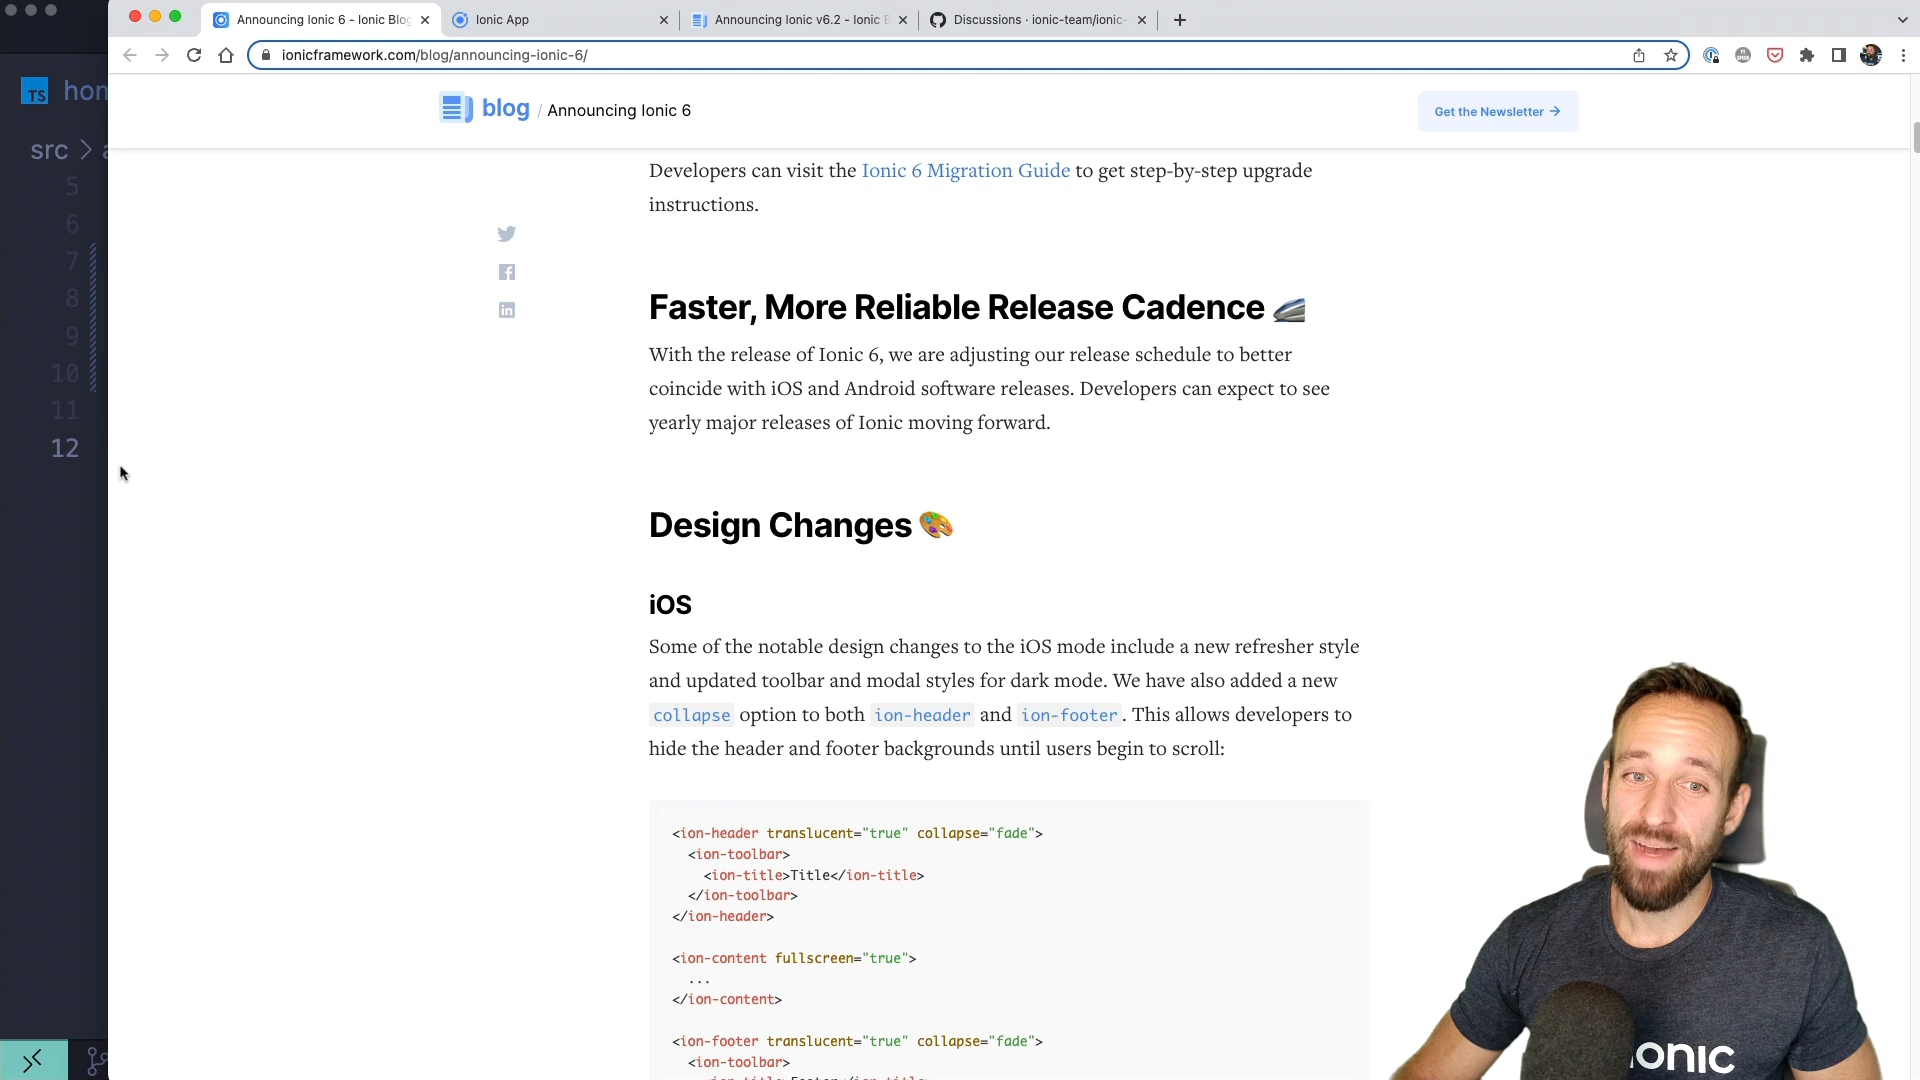 Announcing Ionic 6 - Ionic Blog
Ionic App
Announcing Ionic v6.2 - Ionic B
Discussions · ionic-team/ionic-
ionicframework.com/blog/announcing-ionic-6/
TS hom
src >
5
6
7
8
9
10
11
12
blog / Announcing Ionic 6
Get the Newsletter →
Developers can visit the Ionic 6 Migration Guide to get step-by-step upgrade
instructions.
Faster, More Reliable Release Cadence 🚄
With the release of Ionic 6, we are adjusting our release schedule to better
coincide with iOS and Android software releases. Developers can expect to see
yearly major releases of Ionic moving forward.
Design Changes 🎨
iOS
Some of the notable design changes to the iOS mode include a new refresher style
and updated toolbar and modal styles for dark mode. We have also added a new
collapse option to both ion-header and ion-footer. This allows developers to
hide the header and footer backgrounds until users begin to scroll:
<ion-header translucent="true" collapse="fade">
<ion-toolbar>
<ion-title>Title</ion-title>
</ion-toolbar>
</ion-header>
<ion-content fullscreen="true">
...
</ion-content>
<ion-footer translucent="true" collapse="fade">
<ion-toolbar>
<ion-title>Footer</ion-title>
ionic